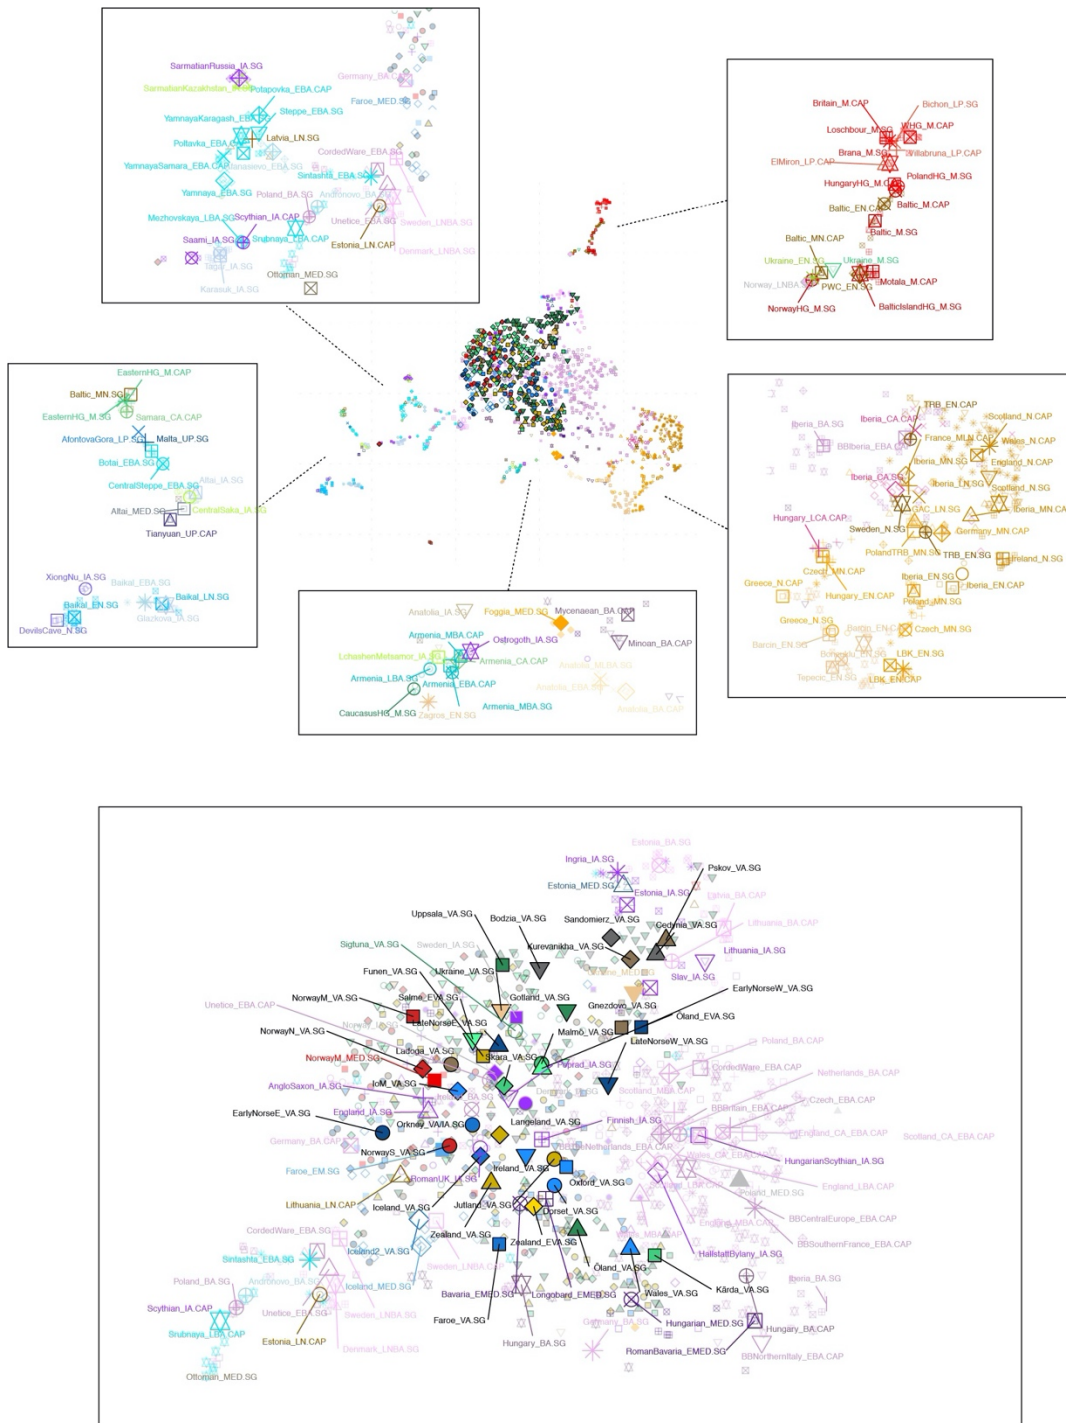 Germany_BA.CAP
SarmatianRussia_IA.SG
Potapovka_EBA.CAP
Faroe_MED.SG
YamnayaKaragash_EBA.SG
Steppe_EBA.SG
Poltavka_EBA.CAP
Latvia_LN.SG
CordedWare_EBA.SG
YamnayaSamara_EBA.CAP
Sintashta_EBA.SG
Yamnaya_EBA.SG
Poland_BA.SG
Andronovo_BA.SG
Mezhovskaya_LBA.SG
Scythian_IA.CAP
Unetice_EBA.SG
Sweden_LNBA.SG
Saami_IA.SG
Srubnaya_LBA.CAP
Estonia_LN.CAP
Denmark_LNBA.SG
Tagar_IA.SG
Ottoman_MED.SG
Karasuk_IA.SG
Britain_M.CAP
Bichon_LP.SG
Loschbour_M.SG
WHG_M.CAP
Brana_M.SG
Villabruna_LP.CAP
ElMiron_LP.CAP
PolandHG_M.SG
HungaryHG_M.CAP
Baltic_EN.CAP
Baltic_M.CAP
Baltic_M.SG
Baltic_MN.CAP
Ukraine_EN.SG
Ukraine_M.SG
Norway_LNBA.SG
PWC_EN.SG
Motala_M.CAP
NorwayHG_M.SG
BalticIslandHG_M.SG
EasternHG_M.CAP
Baltic_MN.SG
EasternHG_M.SG
Samara_CA.CAP
AfontovaGora_LP.SG
Malta_UP.SG
Botai_EBA.SG
CentralSteppe_EBA.SG
Altai_IA.SG
Altai_MED.SG
CentralSaka_IA.SG
Tianyuan_UP.CAP
XiongNu_IA.SG
Baikal_EBA.SG
Baikal_EN.SG
Baikal_LN.SG
Glazkova_IA.SG
DevilsCave_N.SG
TRB_EN.CAP
Iberia_BA.SG
Iberia_CA.CAP
Scotland_N.CAP
France_MLN.CAP
Wales_N.CAP
BBIberia_EBA.CAP
Iberia_MN.SG
England_N.CAP
Iberia_CA.SG
Iberia_LN.SG
Scotland_N.SG
GAC_LN.SG
Iberia_MN.CAP
Hungary_LCA.CAP
Sweden_N.SG
Germany_MN.CAP
PolandTRB_MN.SG
TRB_EN.SG
Ireland_N.SG
Czech_MN.CAP
Iberia_EN.SG
Iberia_EN.CAP
Greece_N.CAP
Hungary_EN.CAP
Poland_MN.SG
Greece_N.SG
Barcin_EN.CAP
Czech_MN.SG
Barcin_EN.SG
LBK_EN.SG
Tepecic_EN.SG
LBK_EN.CAP
Anatolia_IA.SG
Foggia_MED.SG
Mycenaean_BA.CAP
Armenia_MBA.CAP
Ostrogoth_IA.SG
Minoan_BA.CAP
LchashenMetsamor_IA.SG
Armenia_CA.CAP
Anatolia_MLBA.SG
Armenia_LBA.SG
Armenia_EBA.CAP
Anatolia_EBA.SG
CaucasusHG_M.SG
Zagros_EN.SG
Armenia_MBA.SG
Anatolia_BA.CAP
Estonia_BA.SG
Ingria_IA.SG
Pskov_VA.SG
Estonia_MED.SG
Estonia_IA.SG
Latvia_BA.CAP
Uppsala_VA.SG
Bodzia_VA.SG
Sandomierz_VA.SG
Cedynia_VA.SG
Lithuania_BA.CAP
Sigtuna_VA.SG
Sweden_IA.SG
Kurevanikha_VA.SG
Lithuania_IA.SG
Funen_VA.SG
Ukraine_VA.SG
Slav_IA.SG
NorwayM_VA.SG
Salme_EVA.SG
Gotland_VA.SG
EarlyNorseW_VA.SG
Unetice_EBA.CAP
Gnezdovo_VA.SG
Öland_EVA.SG
LateNorseE_VA.SG
NorwayN_VA.SG
Norway_IA.SG
Malmö_VA.SG
LateNorseW_VA.SG
Ladoga_VA.SG
Skara_VA.SG
Poland_BA.CAP
NorwayM_MED.SG
Poprad_IA.SG
CordedWare_EBA.CAP
Netherlands_BA.CAP
AngloSaxon_IA.SG
IoM_VA.SG
Scotland_MBA.CAP
Czech_EBA.CAP
England_IA.SG
BBBritain_EBA.CAP
EarlyNorseE_VA.SG
Orkney_VA/IA.SG
Langeland_VA.SG
Finnish_IA.SG
England_CA_EBA.CAP
Scotland_CA_EBA.CAP
Germany_BA.CAP
NorwayS_VA.SG
BBNetherlands_EBA.CAP
Wales_CA_EBA.CAP
HungarianScythian_IA.SG
Faroe_EM.SG
Ireland_VA.SG
RomanUK_IA.SG
Oxford_VA.SG
England_LBA.CAP
Lithuania_LN.CAP
Poland_MED.SG
Iceland_VA.SG
Jutland_VA.SG
Dorset_VA.SG
BBCentralEurope_EBA.CAP
CordedWare_EBA.SG
Zealand_VA.SG
England_MBA.CAP
BBSouthernFrance_EBA.CAP
Iceland2_VA.SG
Zealand_EVA.SG
HallstattBylany_IA.SG
Sintashta_EBA.SG
Sweden_LNBA.CAP
Öland_VA.SG
Poland_BA.SG
Andronovo_BA.SG
Iceland_MED.SG
Iberia_BA.SG
Scythian_IA.CAP
Unetice_EBA.SG
Sweden_LNBA.SG
Bavaria_EMED.SG
Longobard_EMED.SG
Wales_VA.SG
Kärda_VA.SG
Srubnaya_LBA.CAP
Estonia_LN.CAP
Faroe_VA.SG
Germany_BA.SG
Hungarian_MED.SG
Hungary_BA.CAP
Denmark_LNBA.SG
Hungary_BA.SG
RomanBavaria_EMED.SG
BBNorthernItaly_EBA.CAP
Ottoman_MED.SG